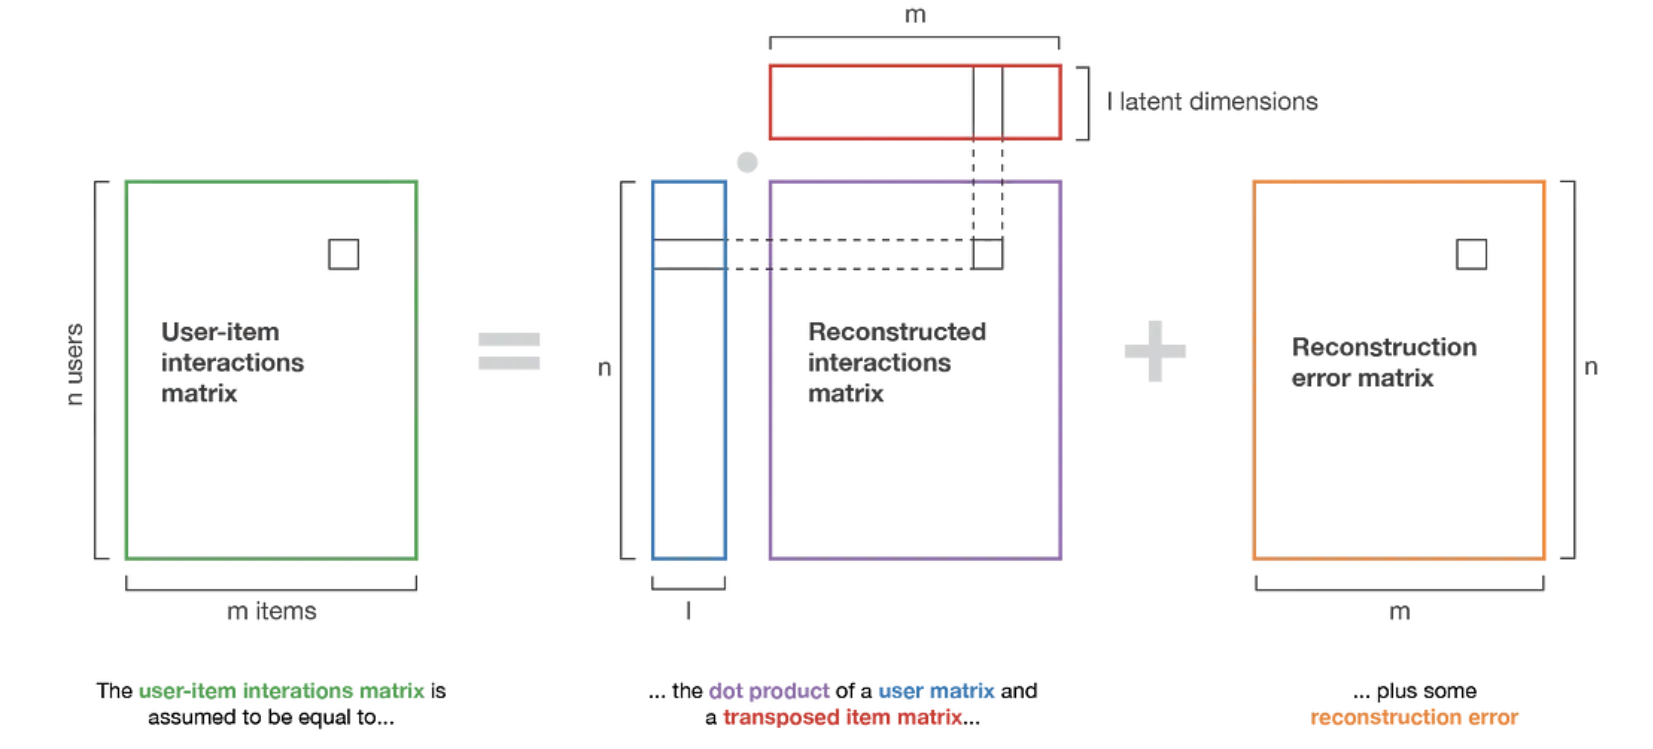 m
l latent dimensions
n users
User-item
interactions
matrix
m items
n
l
Reconstructed
interactions
matrix
Reconstruction
error matrix
n
m
The user-item interations matrix is
assumed to be equal to...
... the dot product of a user matrix and
a transposed item matrix...
... plus some
reconstruction error